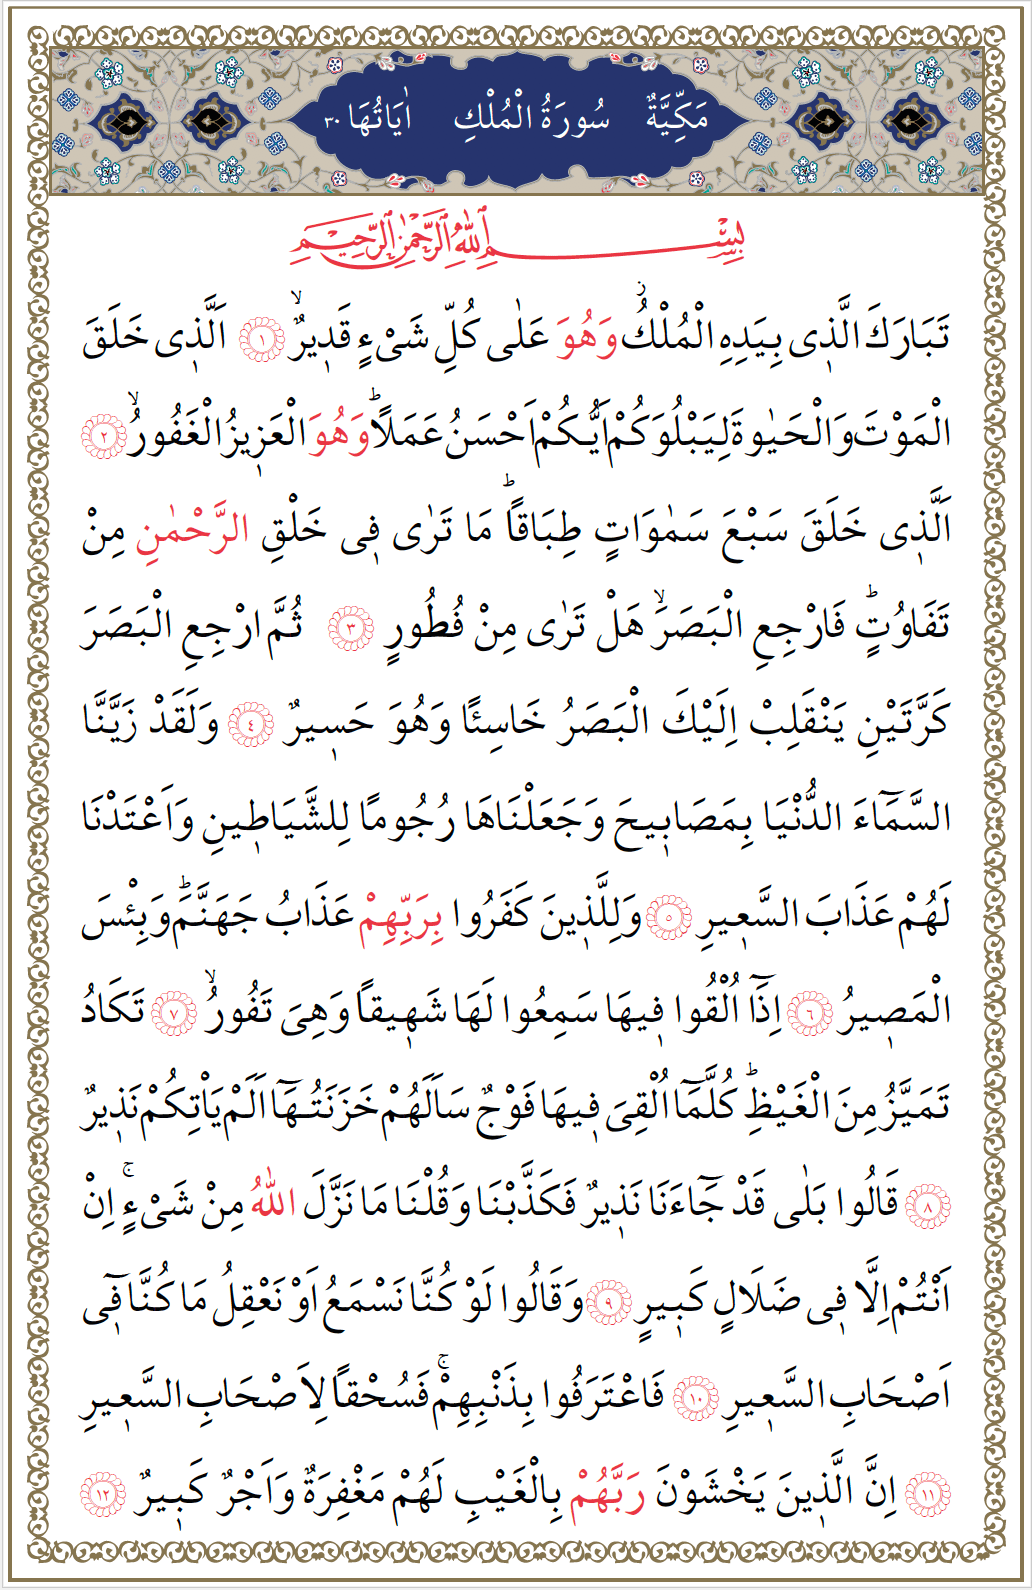 مَكِّيَّةٌ سُورَةُ الْمُلْكِ اٰيَاتُهَا ٣٠
بِسْمِ اللّٰهِ الرَّحْمٰنِ الرَّحِيمِ
تَبَارَكَ الَّذٖى بِيَدِهِ الْمُلْكُؗ وَهُوَ عَلٰى كُلِّ شَىْءٍ قَدٖيرٌۙ ١ اَلَّذٖى خَلَقَ
الْمَوْتَ وَالْحَيٰوةَ لِيَبْلُوَكُمْ اَيُّكُمْ اَحْسَنُ عَمَلًاؕ وَهُوَ الْعَزٖيزُ الْغَفُورُۙ ٢
اَلَّذٖى خَلَقَ سَبْعَ سَمٰوَاتٍ طِبَاقًاؕ مَا تَرٰى فٖى خَلْقِ الرَّحْمٰنِ مِنْ
تَفَاوُتٍؕ فَارْجِعِ الْبَصَرَۙ هَلْ تَرٰى مِنْ فُطُورٍ ٣ ثُمَّ ارْجِعِ الْبَصَرَ
كَرَّتَيْنِ يَنْقَلِبْ اِلَيْكَ الْبَصَرُ خَاسِئًا وَهُوَ حَسٖيرٌ ٤ وَلَقَدْ زَيَّنَّا
السَّمَٓاءَ الدُّنْيَا بِمَصَابٖيحَ وَجَعَلْنَاهَا رُجُومًا لِلشَّيَاطٖينِ وَاَعْتَدْنَا
لَهُمْ عَذَابَ السَّعٖيرِ ٥ وَلِلَّذٖينَ كَفَرُوا بِرَبِّهِمْ عَذَابُ جَهَنَّمَؕ وَبِئْسَ
الْمَصٖيرُ ٦ اِذَٓا اُلْقُوا فٖيهَا سَمِعُوا لَهَا شَهٖيقًا وَهِىَ تَفُورُۙ ٧ تَكَادُ
تَمَيَّزُ مِنَ الْغَيْظِؕ كُلَّمَٓا اُلْقِىَ فٖيهَا فَوْجٌ سَاَلَهُمْ خَزَنَتُهَٓا اَلَمْ يَاْتِكُمْ نَذٖيرٌ
٨ قَالُوا بَلٰى قَدْ جَٓاءَنَا نَذٖيرٌ فَكَذَّبْنَا وَقُلْنَا مَا نَزَّلَ اللّٰهُ مِنْ شَىْءٍۚ اِنْ
اَنْتُمْ اِلَّا فٖى ضَلَالٍ كَبٖيرٍ ٩ وَقَالُوا لَوْ كُنَّا نَسْمَعُ اَوْ نَعْقِلُ مَا كُنَّا فٖٓى
اَصْحَابِ السَّعٖيرِ ١٠ فَاعْتَرَفُوا بِذَنْبِهِمْۚ فَسُحْقًا لِاَصْحَابِ السَّعٖيرِ
١١ اِنَّ الَّذٖينَ يَخْشَوْنَ رَبَّهُمْ بِالْغَيْبِ لَهُمْ مَغْفِرَةٌ وَاَجْرٌ كَبٖيرٌ ١٢